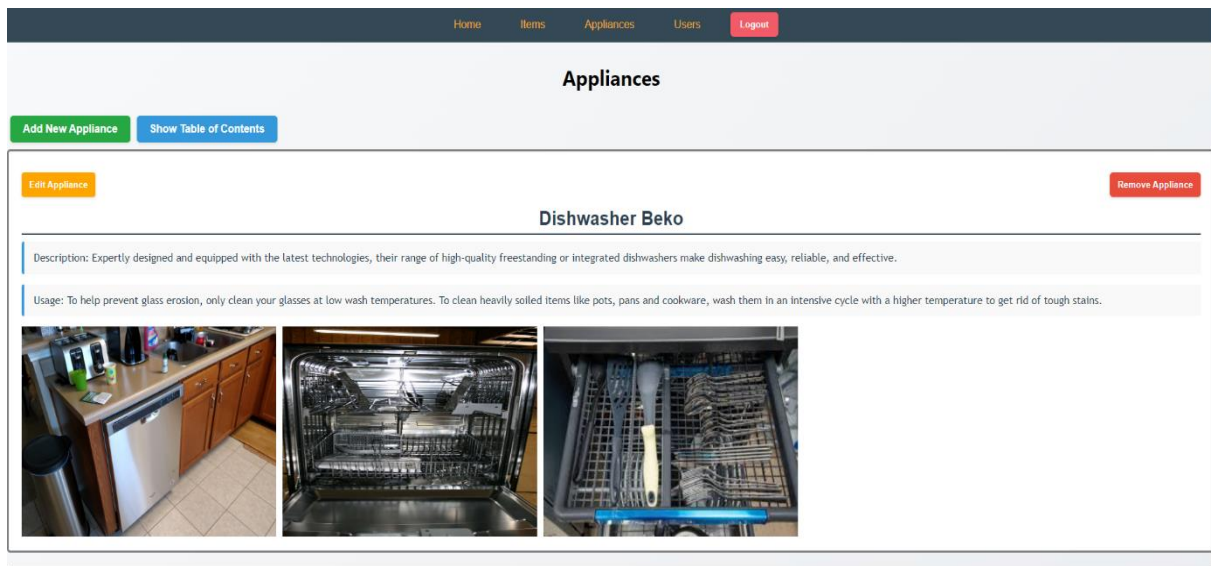 Home Items Appliances Users Logout
Appliances
Add New Appliance Show Table of Contents
Edit Appliance Remove Appliance
Dishwasher Beko
Description: Expertly designed and equipped with the latest technologies, their range of high-quality freestanding or integrated dishwashers make dishwashing easy, reliable, and effective.
Usage: To help prevent glass erosion, only clean your glasses at low wash temperatures. To clean heavily soiled items like pots, pans and cookware, wash them in an intensive cycle with a higher temperature to get rid of tough stains.